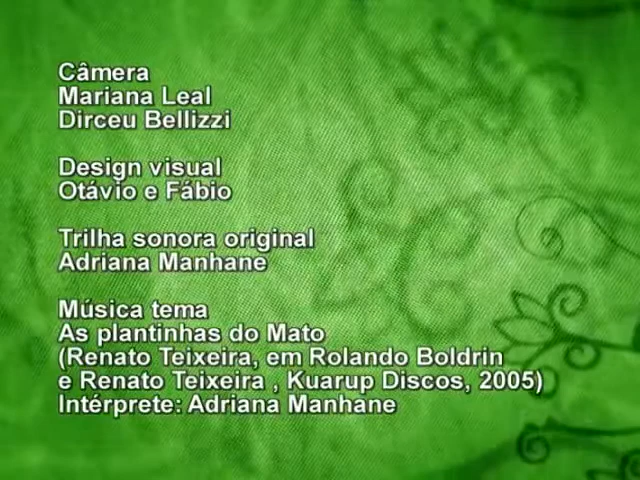 Câmera
Mariana Leal
Dirceu Bellizzi
Design visual
Otávio e Fábio
Trilha sonora original
Adriana Manhane
Música tema
As plantinhas do Mato
(Renato Teixeira, em Rolando Boldrin
e Renato Teixeira , Kuarup Discos, 2005)
Intérprete: Adriana Manhane